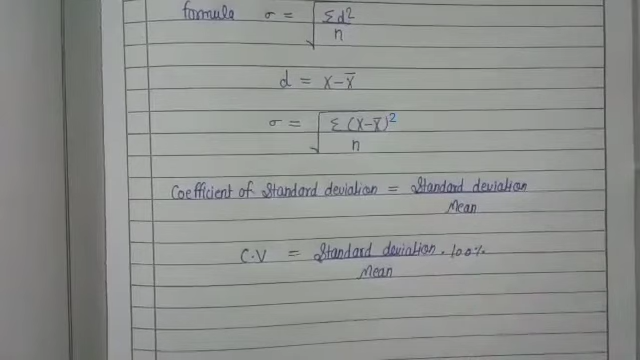 formula σ = √Σd²/n
d = x-x̄
σ = √Σ(x-x̄)²/n
Coefficient of Standard deviation = Standard deviation/Mean
C.V = Standard deviation . 100%/Mean